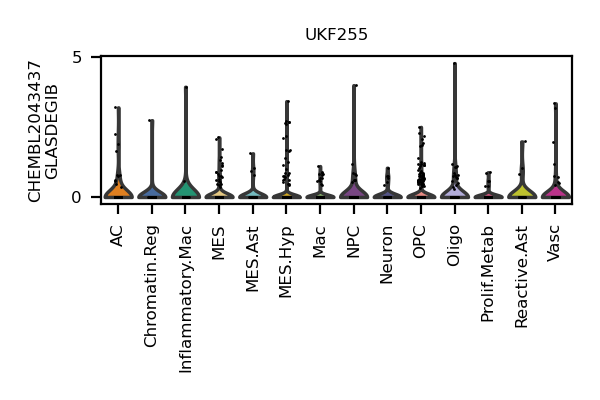 UKF255
CHEMBL2043437
GLASDEGIB
5
0
AC
Chromatin.Reg
Inflammatory.Mac
MES
MES.Ast
MES.Hyp
Mac
NPC
Neuron
OPC
Oligo
Prolif.Metab
Reactive.Ast
Vasc